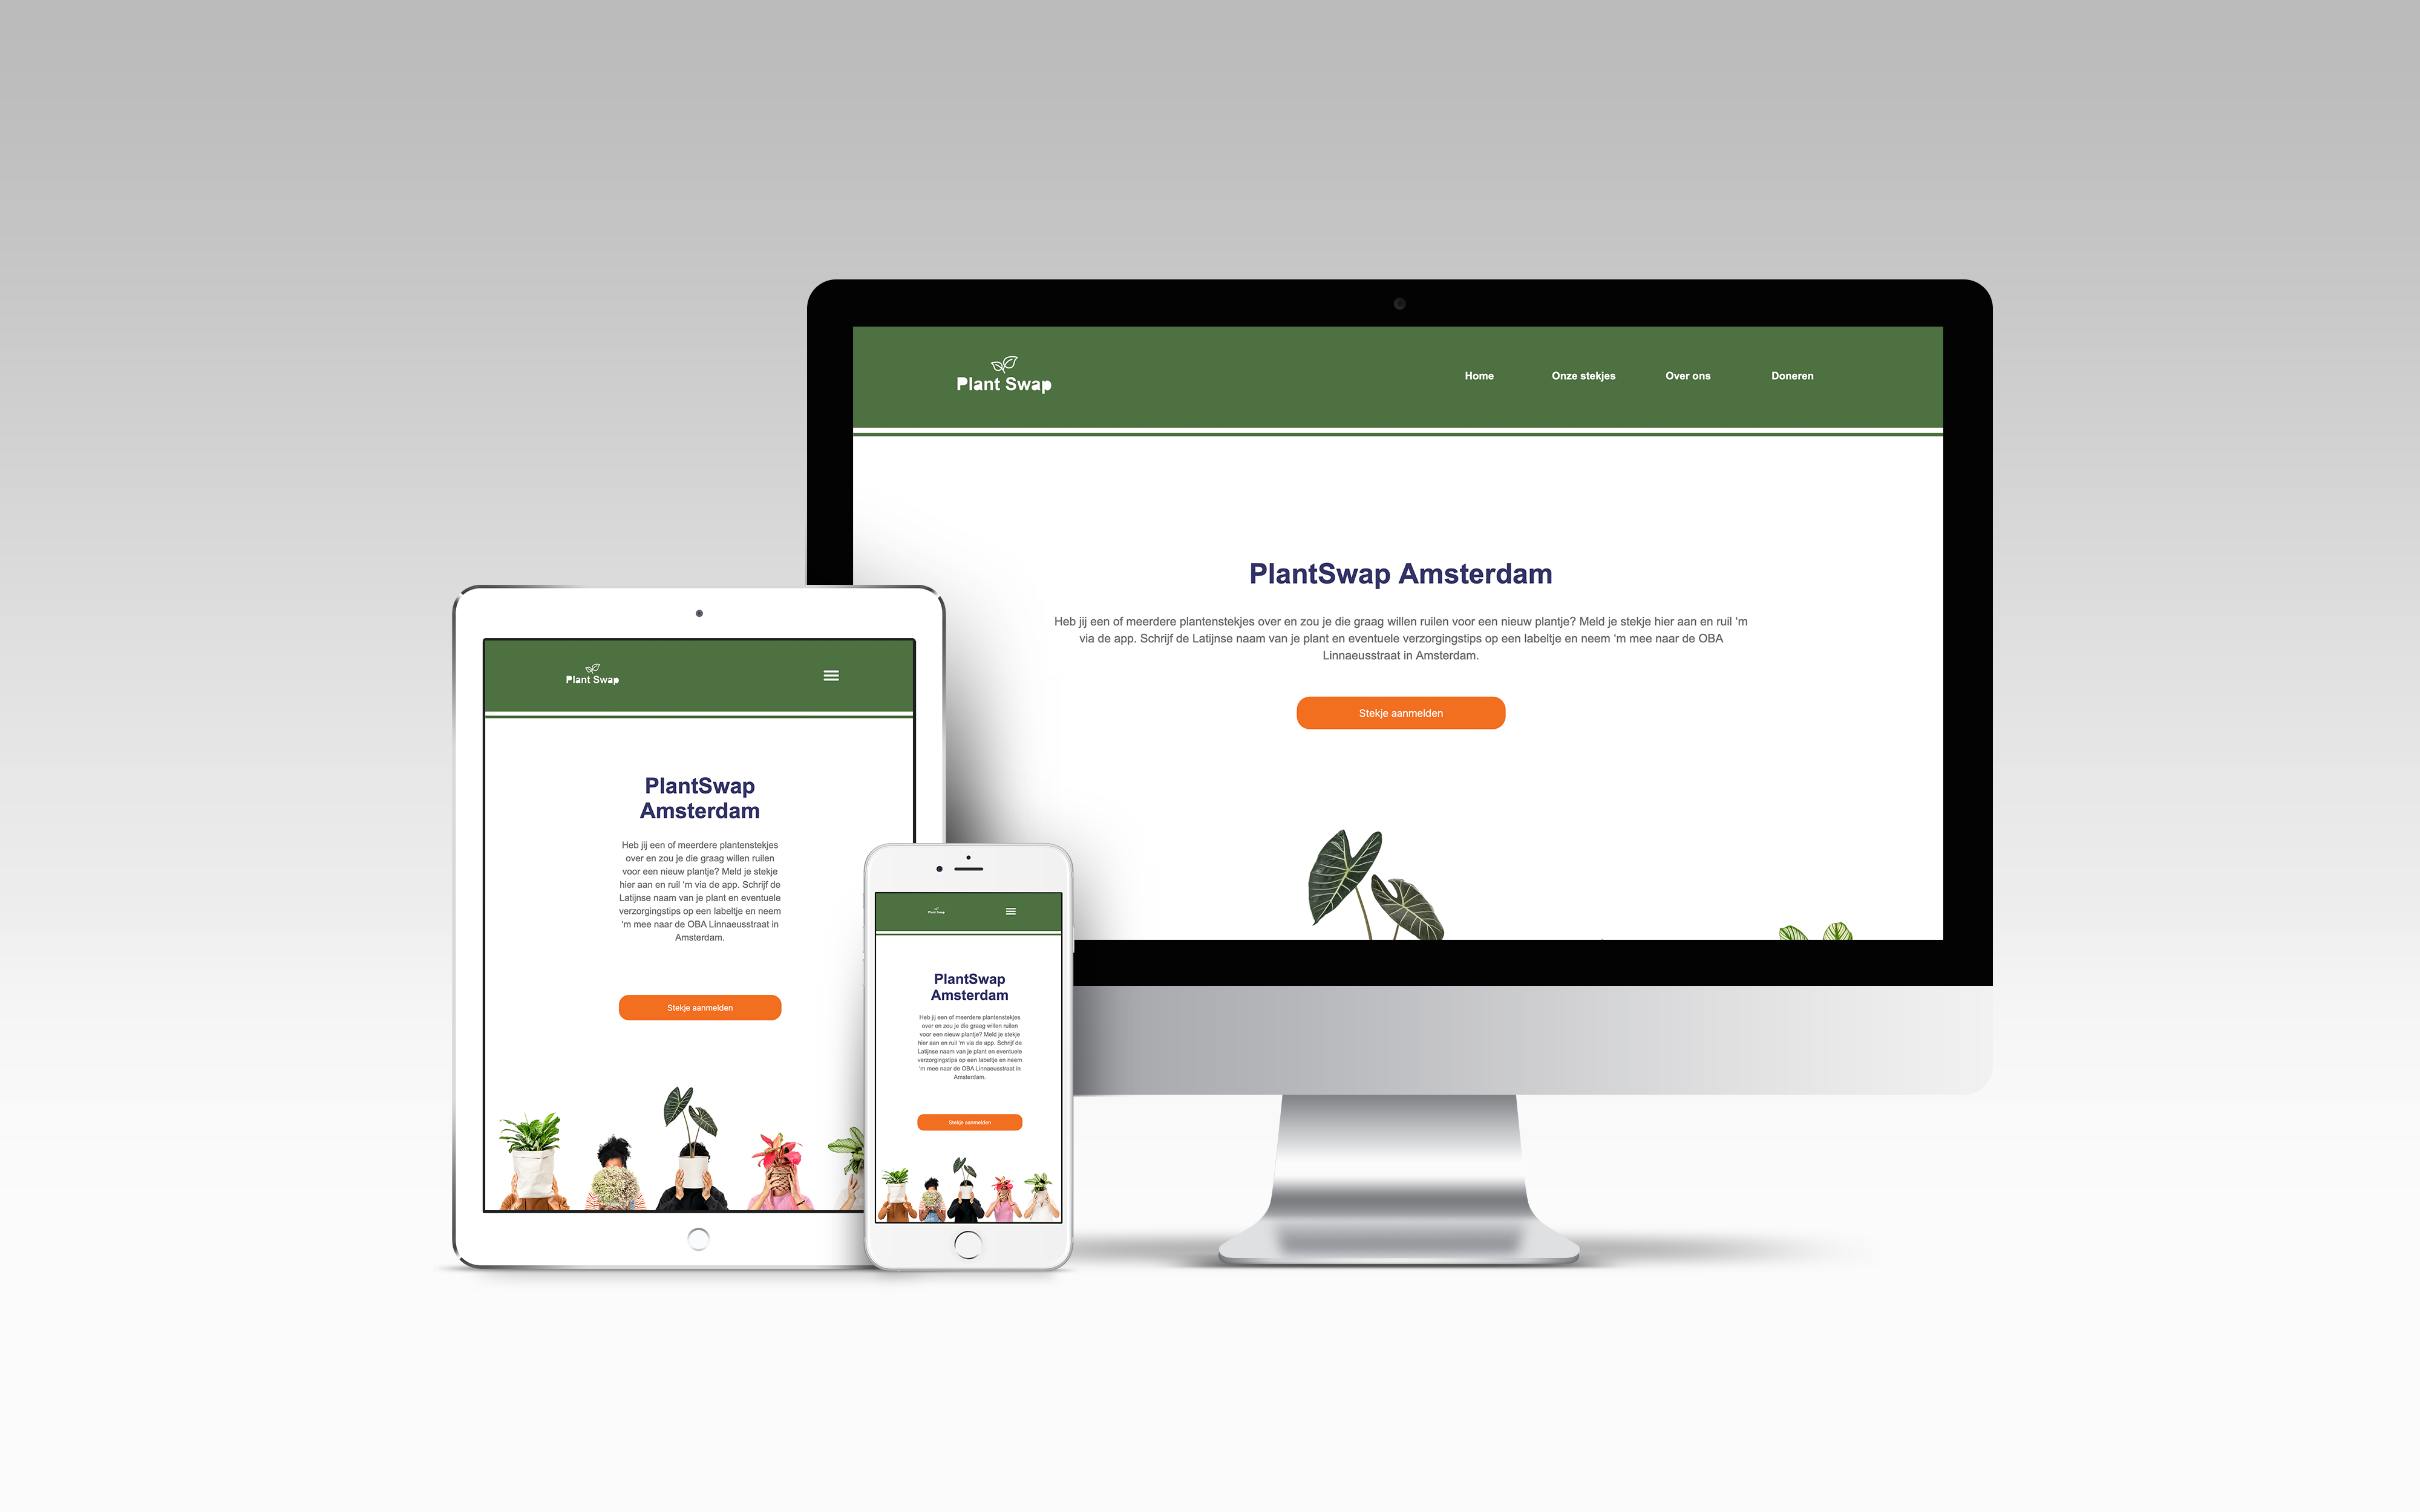 Plant Swap
Home
Onze stekjes
Over ons
Doneren
PlantSwap Amsterdam
Heb jij een of meerdere plantenstekjes over en zou je die graag willen ruilen voor een nieuw plantje? Meld je stekje hier aan en ruil 'm
via de app. Schrijf de Latijnse naam van je plant en eventuele verzorgingstips op een labeltje en neem 'm mee naar de OBA
Linnaeusstraat in Amsterdam.
Stekje aanmelden
Plant Swap
PlantSwap
Amsterdam
Heb jij een of meerdere plantenstekjes
over en zou je die graag willen ruilen
voor een nieuw plantje? Meld je stekje
hier aan en ruil 'm via de app. Schrijf de
Latijnse naam van je plant en eventuele
verzorgingstips op een labeltje en neem
'm mee naar de OBA Linnaeusstraat in
Amsterdam.
Stekje aanmelden
Plant Swap
PlantSwap
Amsterdam
Heb jij een of meerdere plantenstekjes
over en zou je die graag willen ruilen
voor een nieuw plantje? Meld je stekje
hier aan en ruil 'm via de app. Schrijf de
Latijnse naam van je plant en eventuele
verzorgingstips op een labeltje en neem
'm mee naar de OBA Linnaeusstraat in
Amsterdam.
Stekje aanmelden